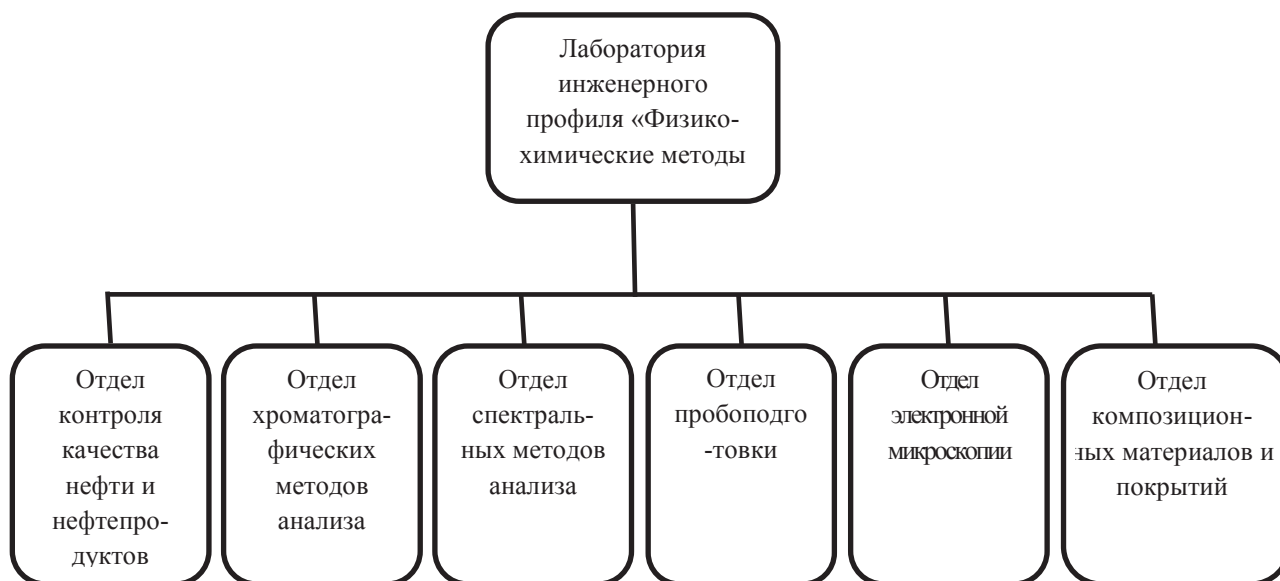 Лаборатория
инженерного
профиля «Физико-
химические методы
Отдел
контроля
качества
нефти и
нефтепро-
дуктов
Отдел
хроматогра-
фических
методов
анализа
Отдел
спектраль-
ных методов
анализа
Отдел
пробоподго
-товки
Отдел
электронной
микроскопии
Отдел
композицион-
ных материалов и
покрытий